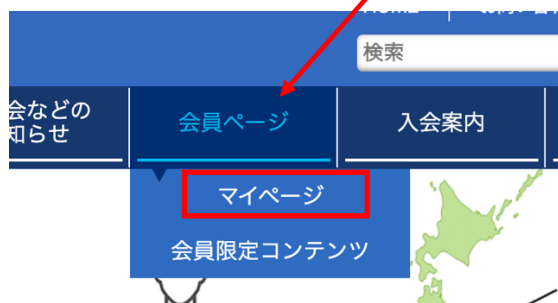 検索
会などの
知らせ
会員ページ
入会案内
マイページ
会員限定コンテンツ